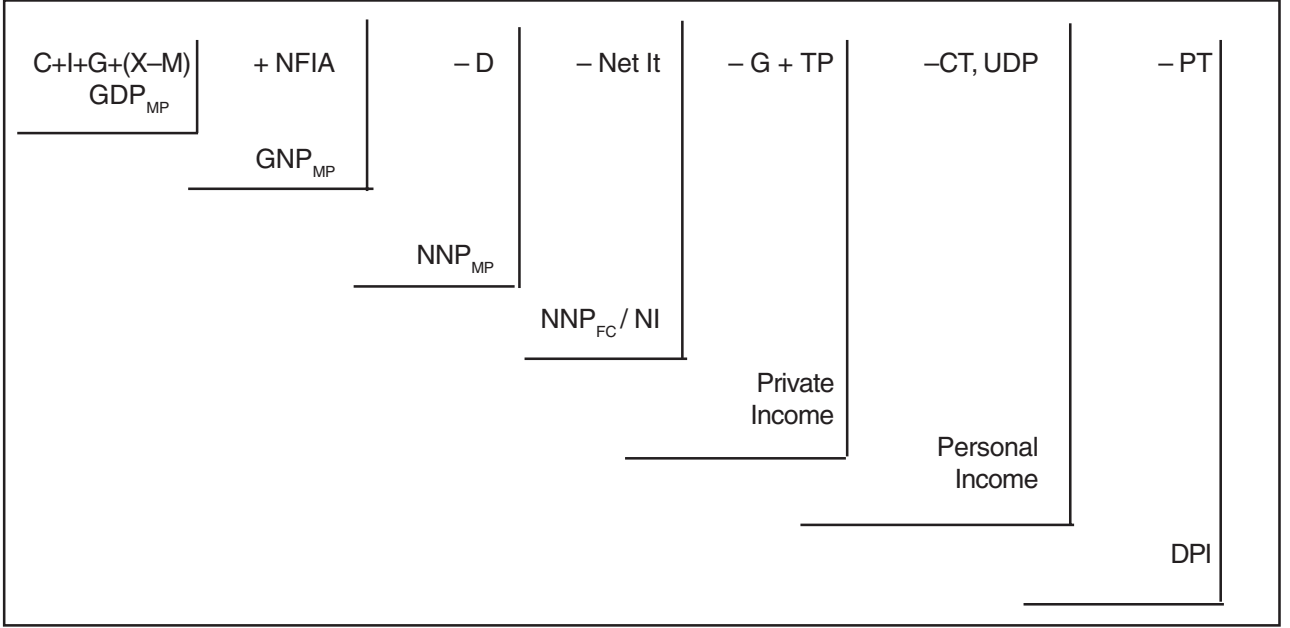 C+I+G+(X–M) + NFIA – D – Net It – G + TP –CT, UDP – PT
GDP_MP
GNP_MP
NNP_MP
NNP_FC / NI
Private
Income
Personal
Income
DPI